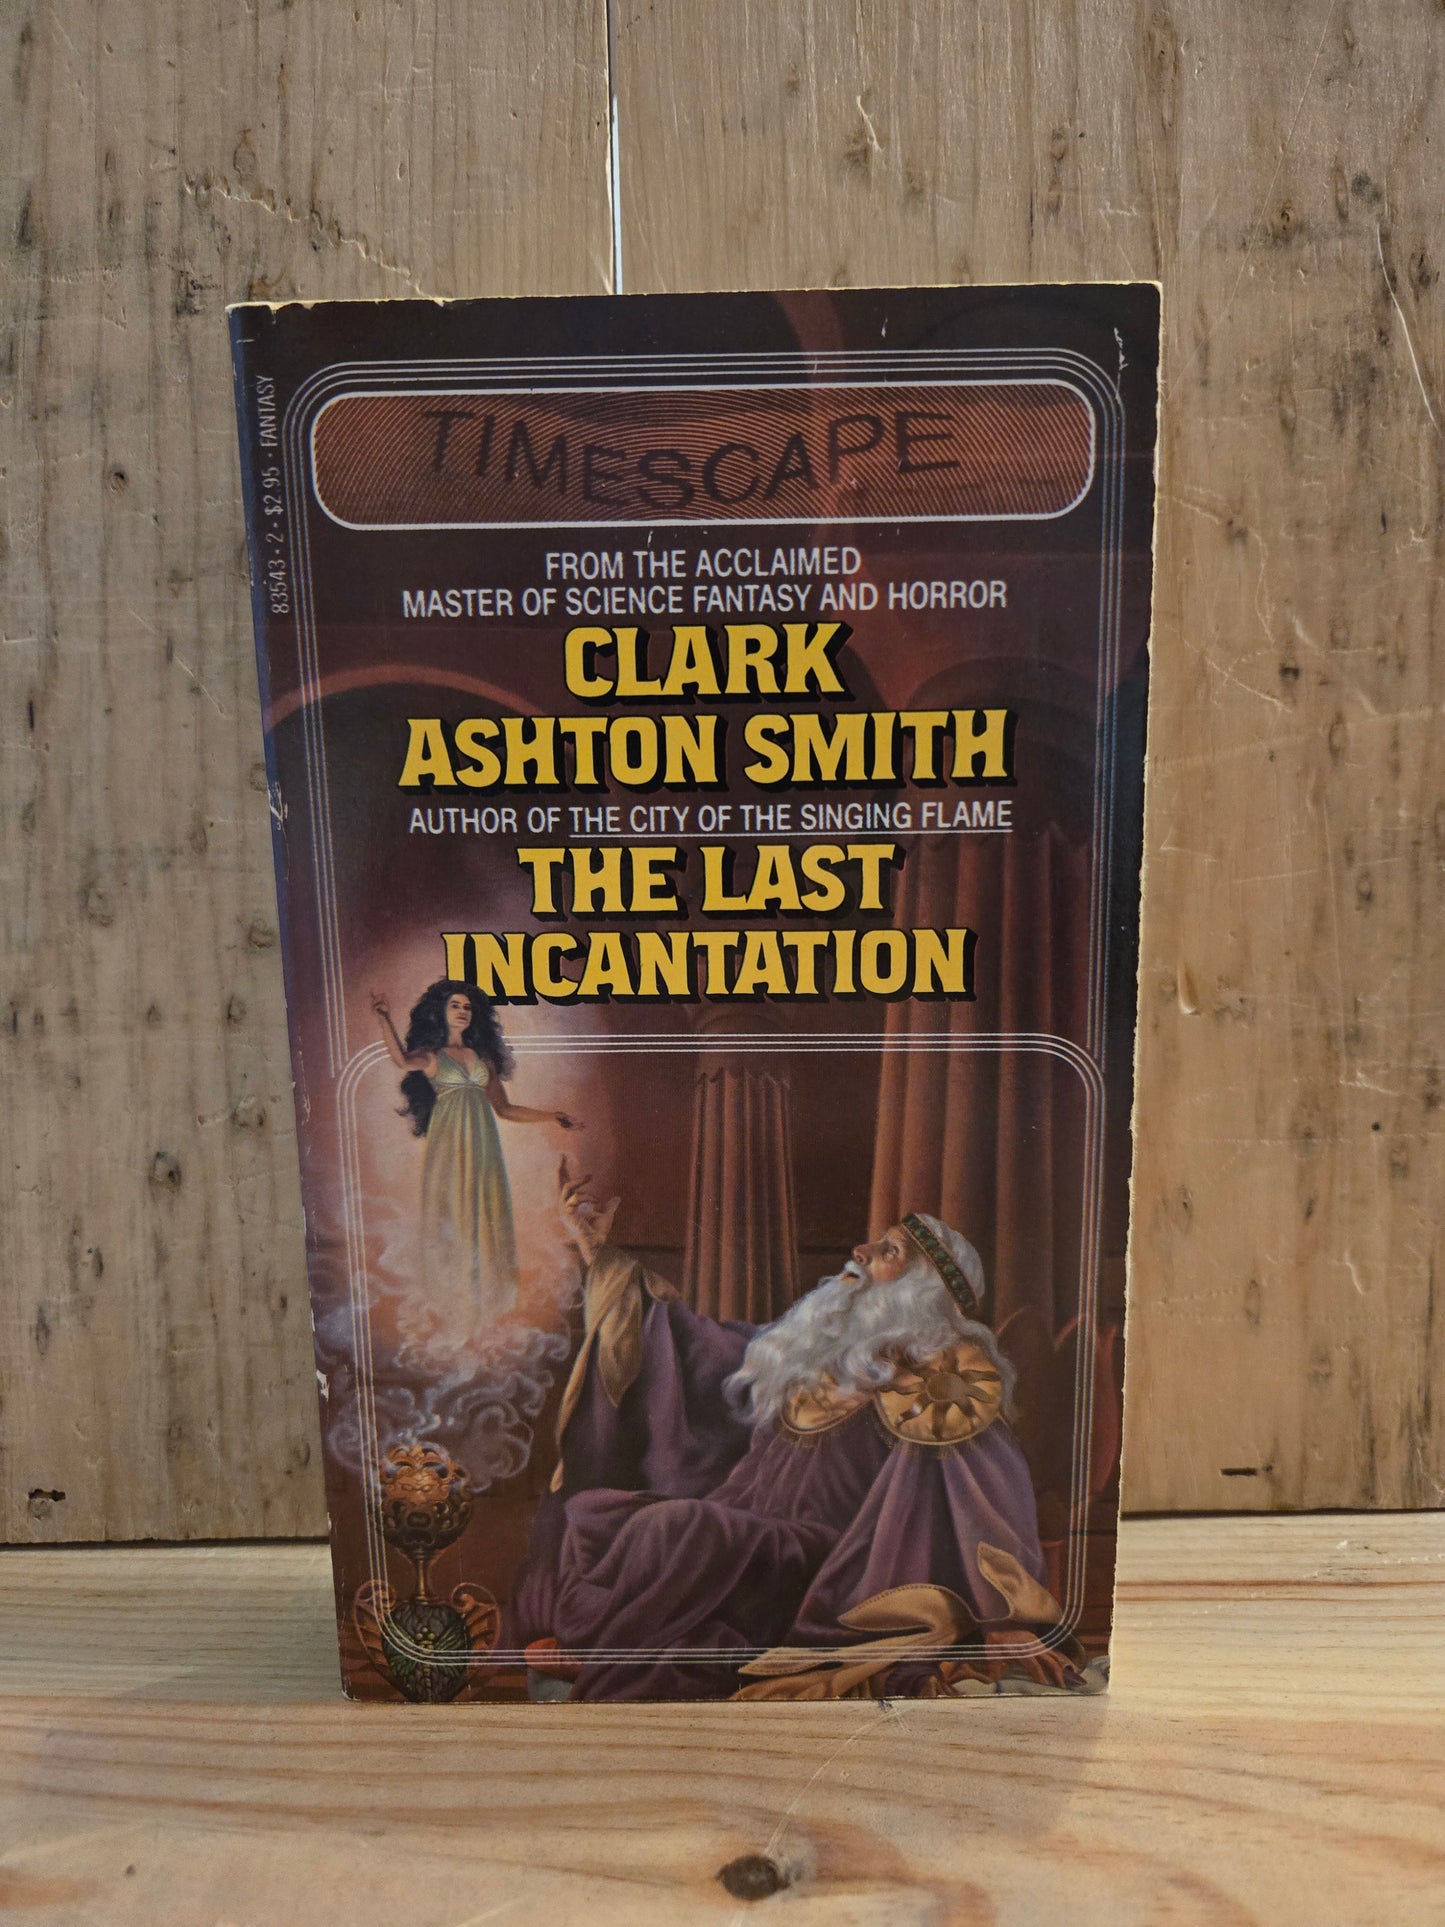 TIMESCAPE
83543·2·$2.95·FANTASY
FROM THE ACCLAIMED
MASTER OF SCIENCE FANTASY AND HORROR
CLARK
ASHTON SMITH
AUTHOR OF THE CITY OF THE SINGING FLAME
THE LAST
INCANTATION